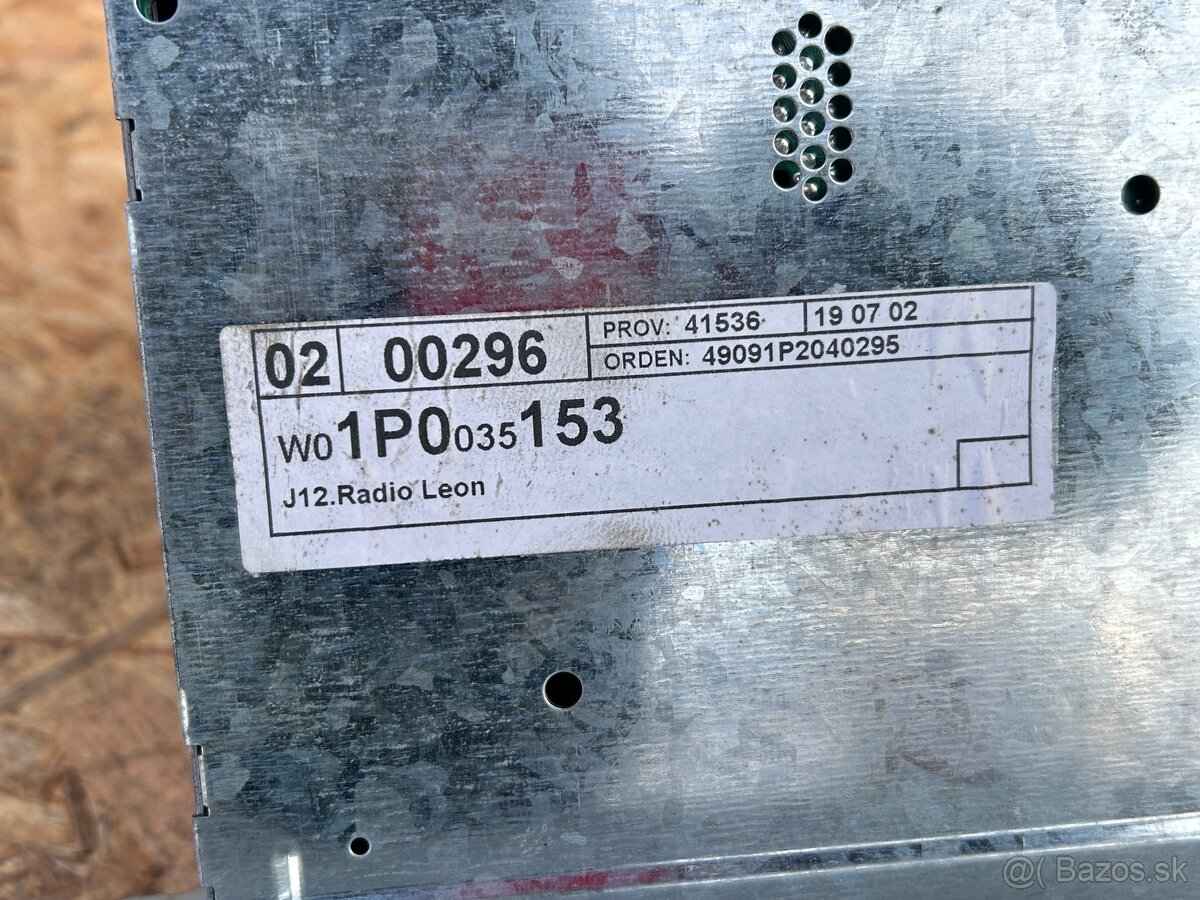 02 00296 PROV: 41536 19 07 02
ORDEN: 49091P2040295
W01P0035153
J12.Radio Leon
@( Bazos.sk